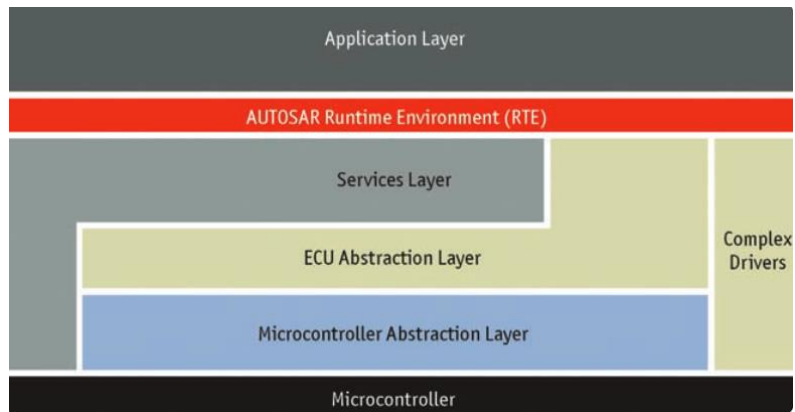 Application Layer
AUTOSAR Runtime Environment (RTE)
Services Layer
Complex
Drivers
ECU Abstraction Layer
Microcontroller Abstraction Layer
Microcontroller